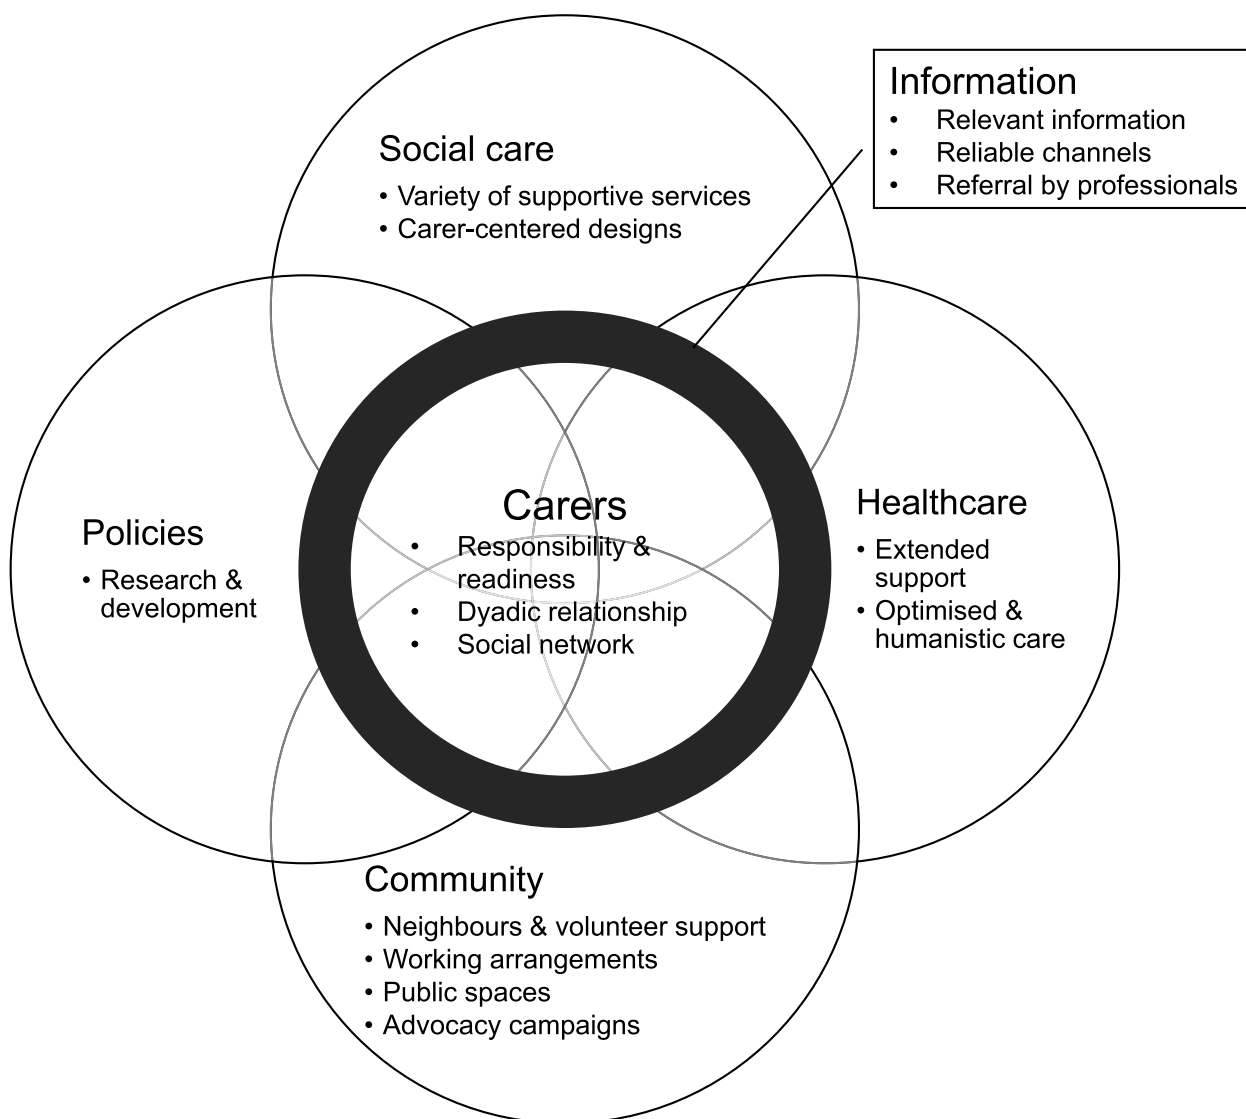 Information
• Relevant information
• Reliable channels
• Referral by professionals
Social care
• Variety of supportive services
• Carer-centered designs
Policies
• Research &
development
Carers
• Responsibility &
readiness
• Dyadic relationship
• Social network
Healthcare
• Extended
support
• Optimised &
humanistic care
Community
• Neighbours & volunteer support
• Working arrangements
• Public spaces
• Advocacy campaigns